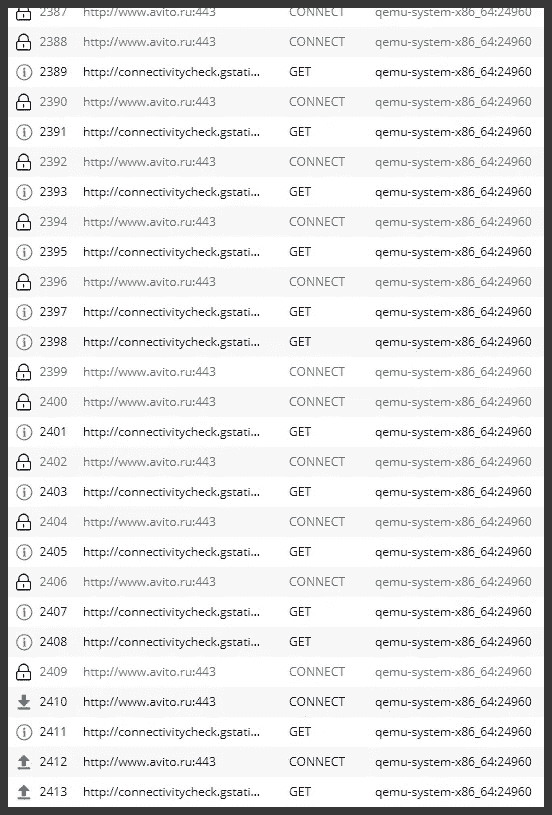 2387 http://www.avito.ru:443 CONNECT qemu-system-x86_64:24960
2388 http://www.avito.ru:443 CONNECT qemu-system-x86_64:24960
2389 http://connectivitycheck.gstati... GET qemu-system-x86_64:24960
2390 http://www.avito.ru:443 CONNECT qemu-system-x86_64:24960
2391 http://connectivitycheck.gstati... GET qemu-system-x86_64:24960
2392 http://www.avito.ru:443 CONNECT qemu-system-x86_64:24960
2393 http://connectivitycheck.gstati... GET qemu-system-x86_64:24960
2394 http://www.avito.ru:443 CONNECT qemu-system-x86_64:24960
2395 http://connectivitycheck.gstati... GET qemu-system-x86_64:24960
2396 http://www.avito.ru:443 CONNECT qemu-system-x86_64:24960
2397 http://connectivitycheck.gstati... GET qemu-system-x86_64:24960
2398 http://connectivitycheck.gstati... GET qemu-system-x86_64:24960
2399 http://www.avito.ru:443 CONNECT qemu-system-x86_64:24960
2400 http://www.avito.ru:443 CONNECT qemu-system-x86_64:24960
2401 http://connectivitycheck.gstati... GET qemu-system-x86_64:24960
2402 http://www.avito.ru:443 CONNECT qemu-system-x86_64:24960
2403 http://connectivitycheck.gstati... GET qemu-system-x86_64:24960
2404 http://www.avito.ru:443 CONNECT qemu-system-x86_64:24960
2405 http://connectivitycheck.gstati... GET qemu-system-x86_64:24960
2406 http://www.avito.ru:443 CONNECT qemu-system-x86_64:24960
2407 http://connectivitycheck.gstati... GET qemu-system-x86_64:24960
2408 http://connectivitycheck.gstati... GET qemu-system-x86_64:24960
2409 http://www.avito.ru:443 CONNECT qemu-system-x86_64:24960
2410 http://www.avito.ru:443 CONNECT qemu-system-x86_64:24960
2411 http://connectivitycheck.gstati... GET qemu-system-x86_64:24960
2412 http://www.avito.ru:443 CONNECT qemu-system-x86_64:24960
2413 http://connectivitycheck.gstati... GET qemu-system-x86_64:24960